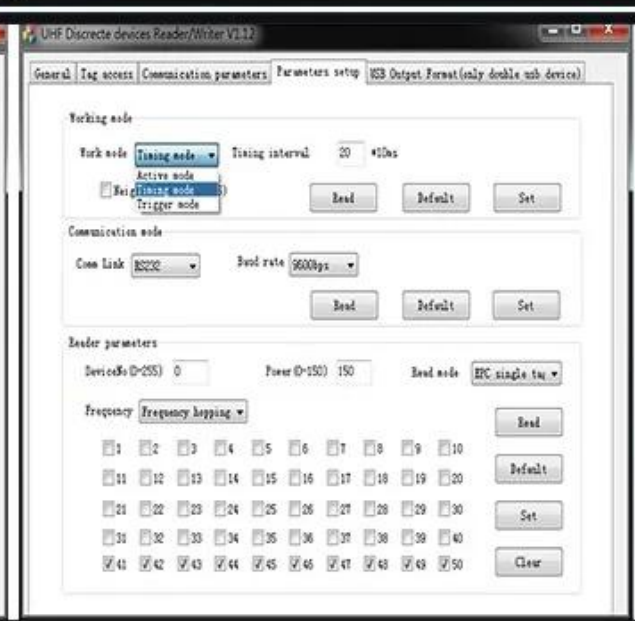 UHF Discrecte devices Reader/Writer V1.12
General Tag access Communication parameters Parameters setup USB Output Format(only double usb device)
Working mode
Work mode Timing mode Timing interval 20 *10ms
Active mode
Timing mode
Trigger mode
Read Default Set
Communication mode
Comm Link RS232 Baud rate 9600bps
Read Default Set
Reader parameters
DeviceNo(0-255) 0 Power(0-150) 150 Read mode EPC single tag
Frequency Frequency hopping
Read
1 2 3 4 5 6 7 8 9 10
Default
11 12 13 14 15 16 17 18 19 20
21 22 23 24 25 26 27 28 29 30
Set
31 32 33 34 35 36 37 38 39 40
41 42 43 44 45 46 47 48 49 50
Clear